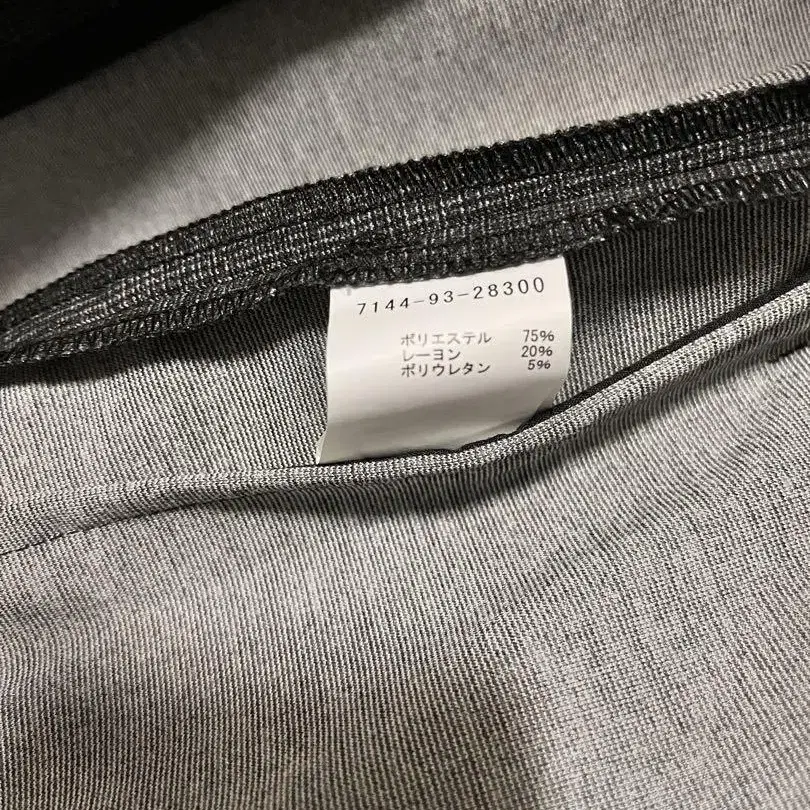 7144-93-28300
ポリエステル 75%
レーヨン 20%
ポリウレタン 5%